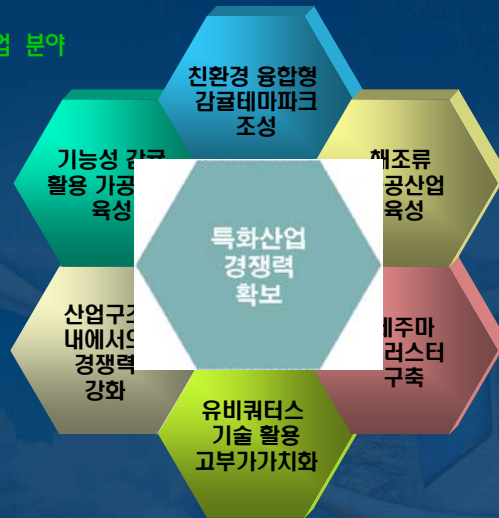 업 분야
친환경 융합형
감귤테마파크
조성
기능성 감귤
활용 가공
육성
해조류
공산업
육성
특화산업
경쟁력
확보
산업구조
내에서의
경쟁력
강화
제주마
러스터
구축
유비쿼터스
기술 활용
고부가가치화